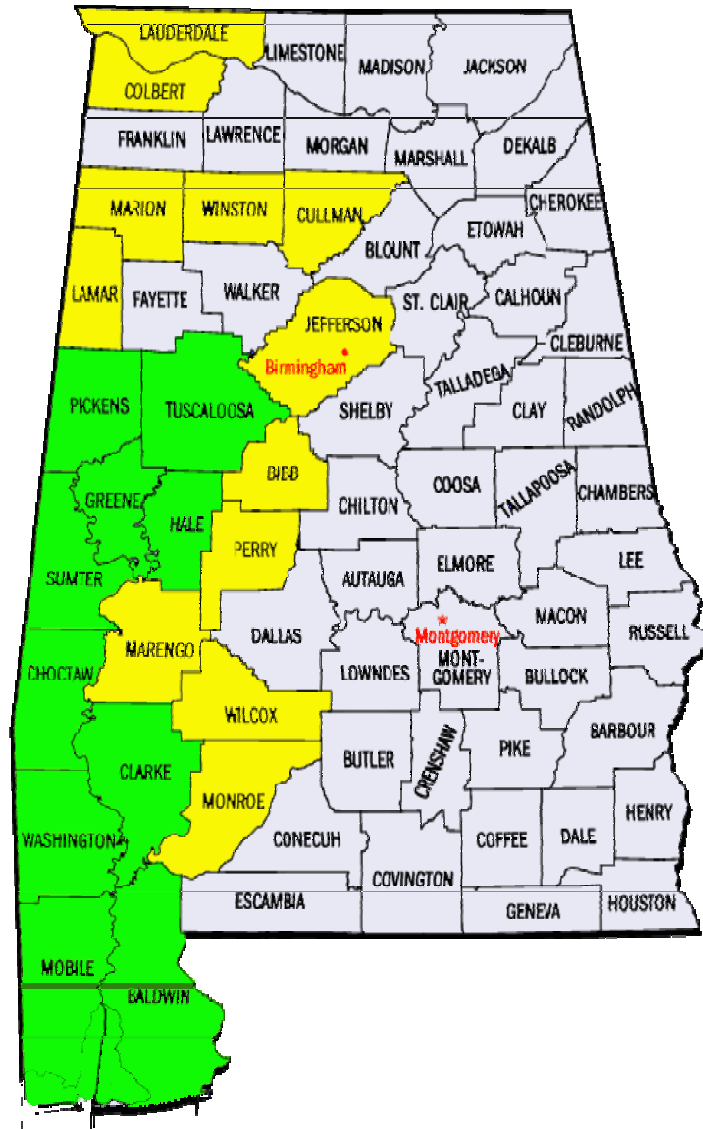 LAUDERDALE
LIMESTONE
MADISON
JACKSON
COLBERT
FRANKLIN
LAWRENCE
MORGAN
MARSHALL
DEKALB
MARION
WINSTON
CULLMAN
CHEROKEE
ETOWAH
BLOUNT
LAMAR
FAYETTE
WALKER
ST. CLAIR
CALHOUN
JEFFERSON
Birmingham
CLEBURNE
TALLADEGA
PICKENS
TUSCALOOSA
SHELBY
CLAY
RANDOLPH
BIBB
GREENE
HALE
CHILTON
COOSA
TALLAPOOSA
CHAMBERS
PERRY
SUMTER
AUTAUGA
ELMORE
LEE
MACON
DALLAS
Montgomery
RUSSELL
MARENGO
CHOCTAW
LOWNDES
MONT-
GOMERY
BULLOCK
WILCOX
BARBOUR
CLARKE
BUTLER
CRENSHAW
PIKE
MONROE
HENRY
WASHINGTON
CONECUH
COFFEE
DALE
COVINGTON
ESCAMBIA
GENEVA
HOUSTON
MOBILE
BALDWIN